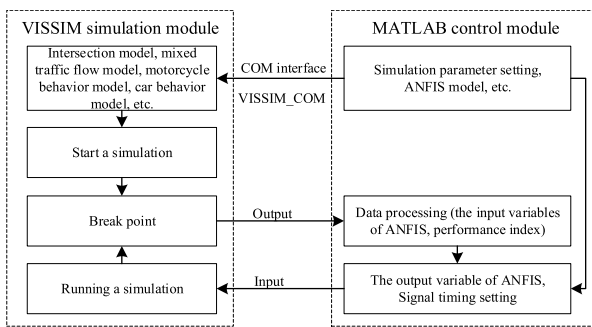 VISSIM simulation module
MATLAB control module
Intersection model, mixed
traffic flow model, motorcycle
behavior model, car behavior
model, etc.
COM interface
VISSIM_COM
Simulation parameter setting,
ANFIS model, etc.
Start a simulation
Break point
Output
Data processing (the input variables
of ANFIS, performance index)
Running a simulation
Input
The output variable of ANFIS,
Signal timing setting